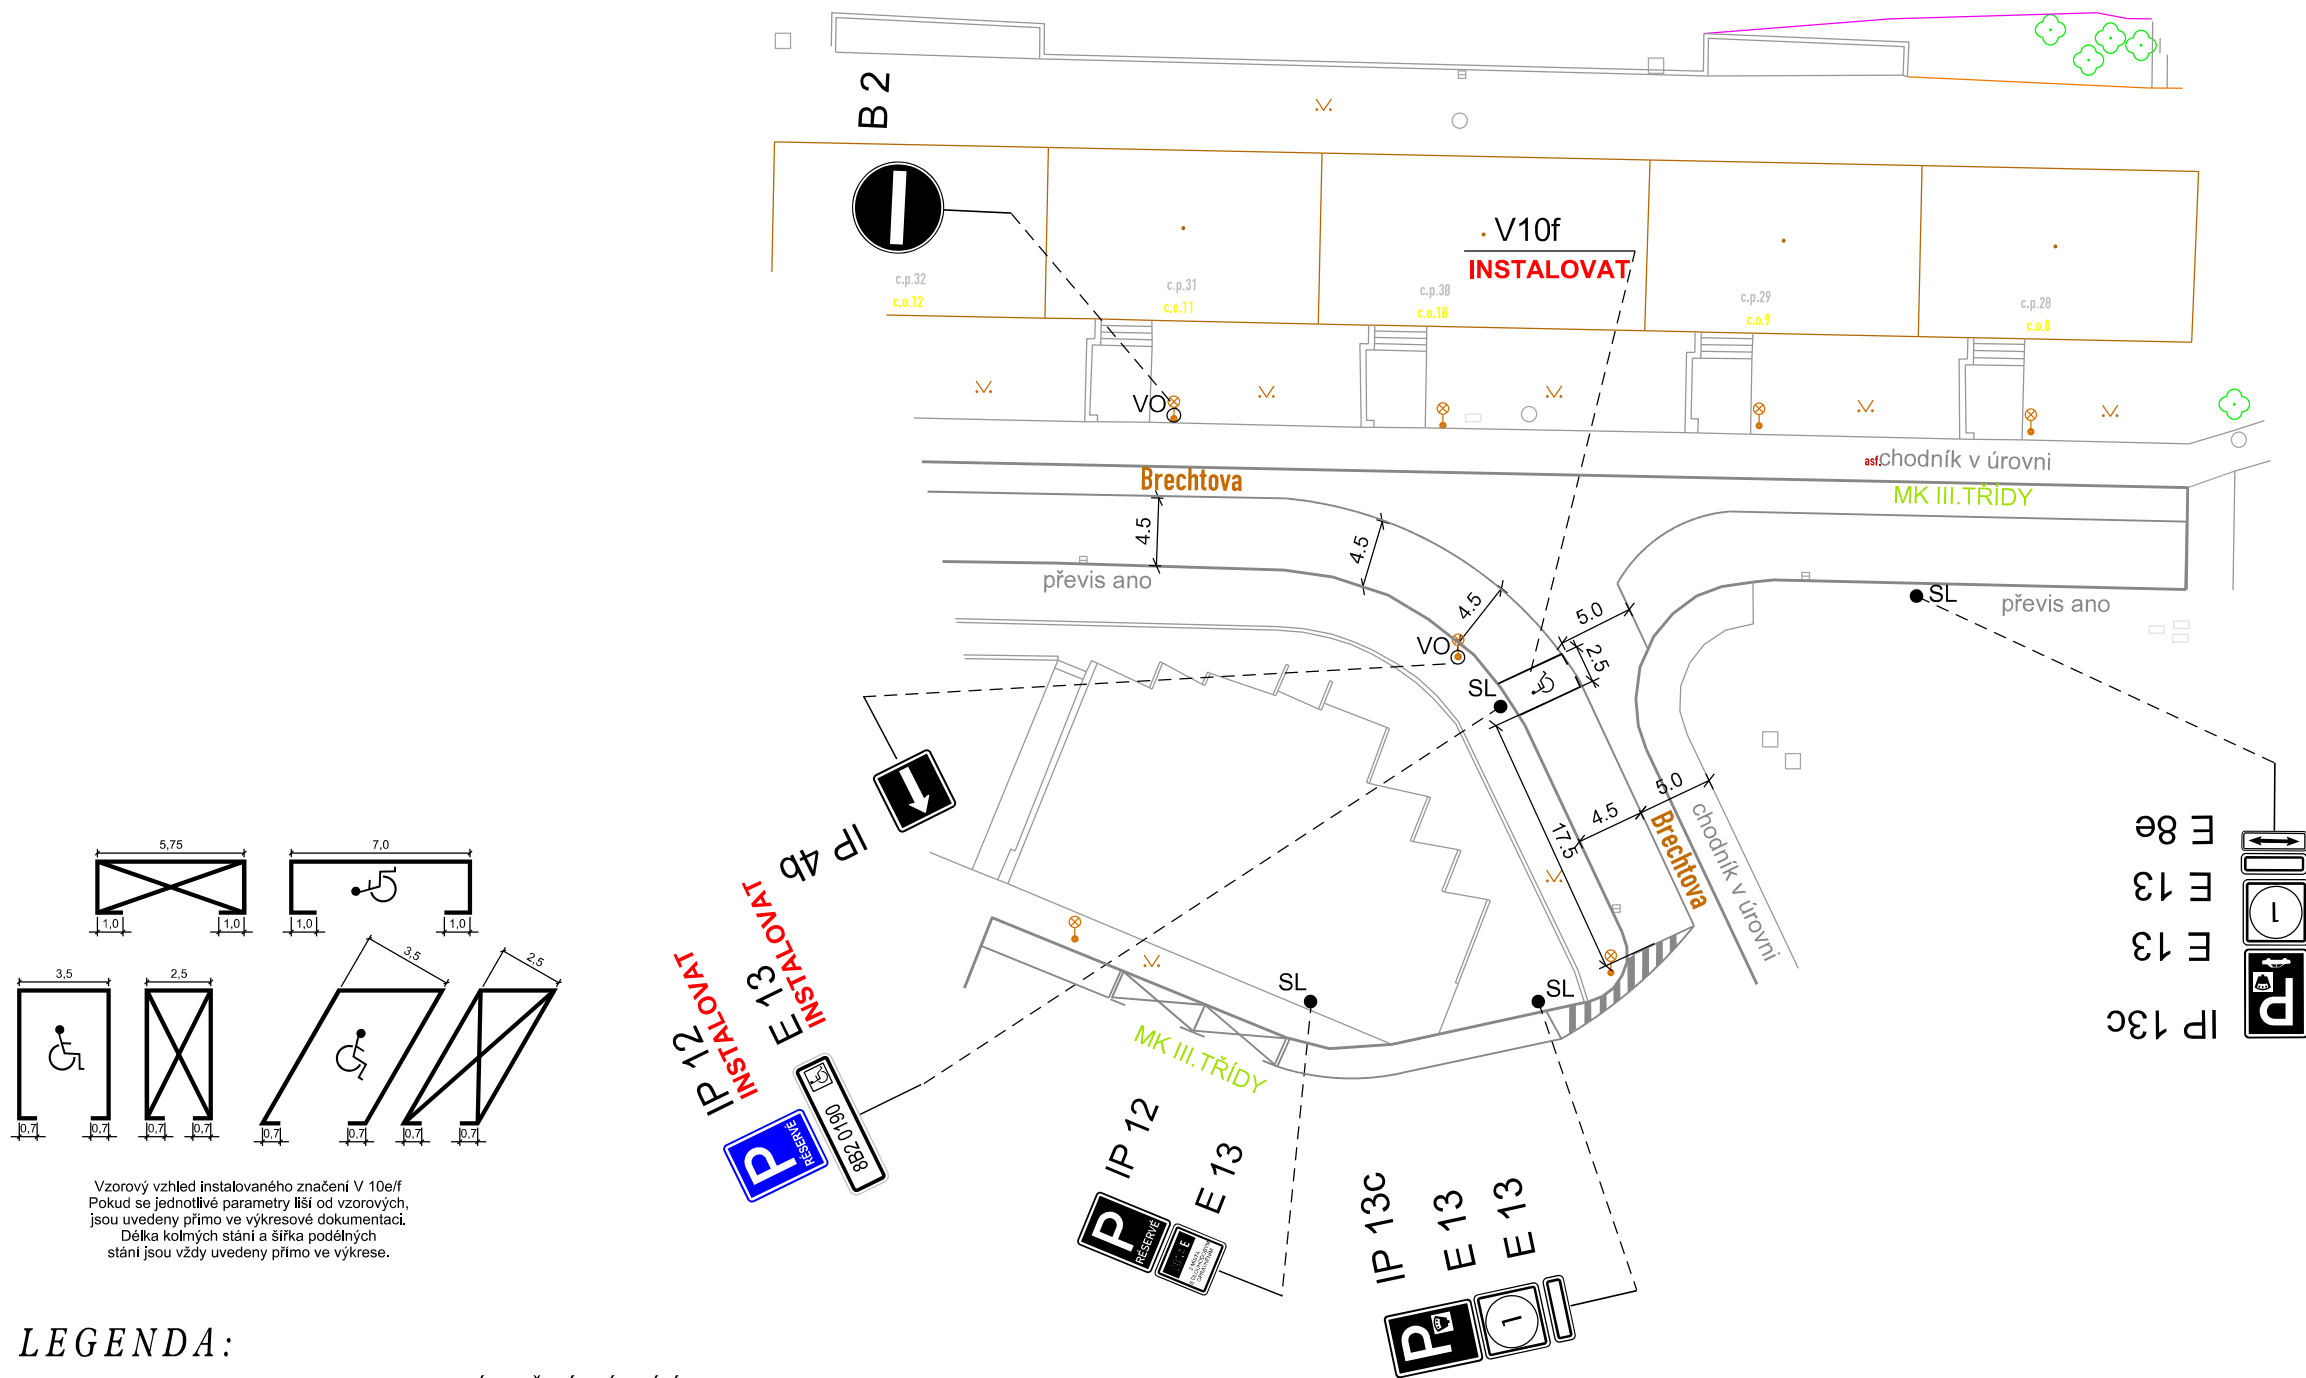 B 2
V10f
INSTALOVAT
c.p.32
c.o.12
c.p.31
c.o.11
c.p.30
c.o.10
c.p.29
c.o.9
c.p.28
c.o.8
VO
asf.
chodník v úrovni
Brechtova
MK III.TŘÍDY
4.5
4.5
4.5
převis ano
5.0
2.5
SL
převis ano
VO
SL
IP 4b
17.5
4.5
5.0
Brechtova
chodník v úrovni
E 8e
E 13
E 13
IP 13c
1
P
5,75
1,0
1,0
7,0
1,0
1,0
3,5
0,7
0,7
2,5
0,7
0,7
3,5
0,7
0,7
2,5
0,7
0,7
IP 12
INSTALOVAT
E 13
INSTALOVAT
P
RÉSERVÉ
8B2 0190
SL
SL
MK III.TŘÍDY
IP 12
E 13
P
RÉSERVÉ
IP 13c
E 13
E 13
P
1
Vzorový vzhled instalovaného značení V 10e/f
Pokud se jednotlivé parametry liší od vzorových,
jsou uvedeny přímo ve výkresové dokumentaci.
Délka kolmých stání a šířka podélných
stání jsou vždy uvedeny přímo ve výkrese.
LEGENDA: